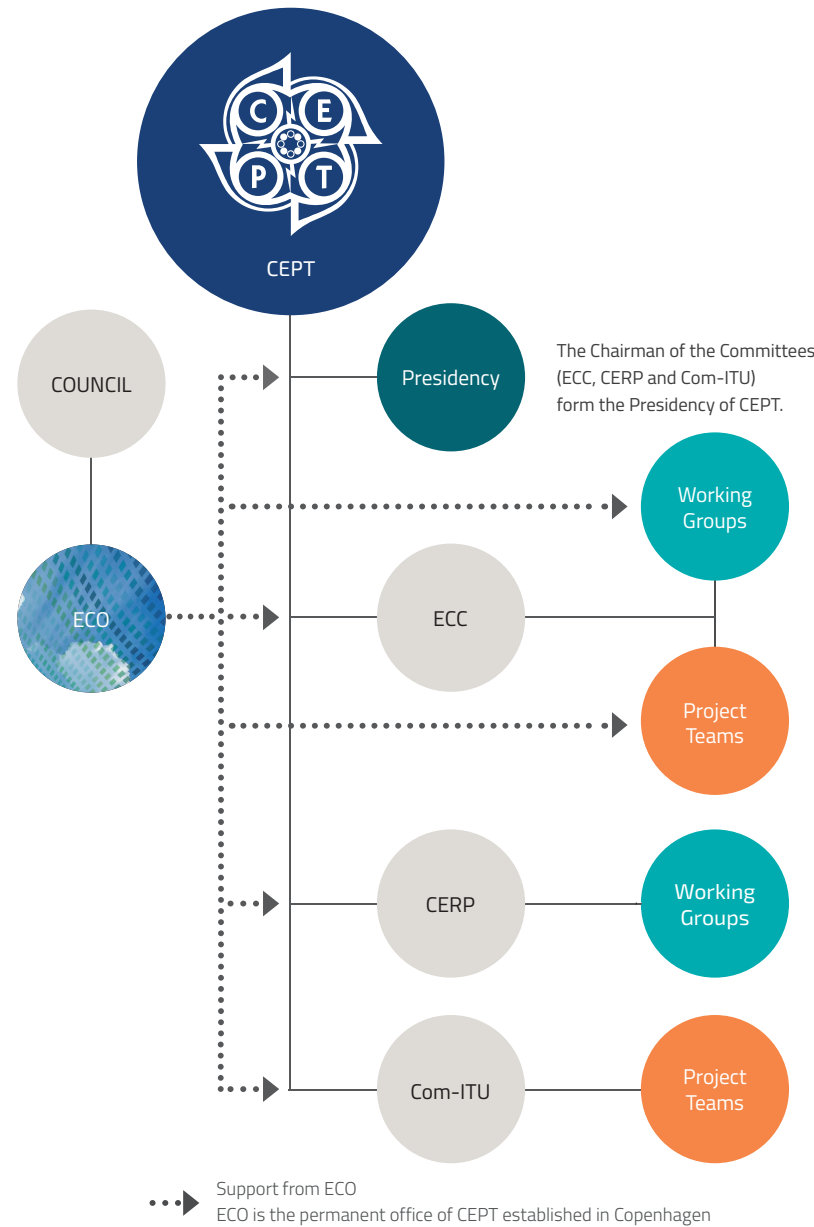 C E
P T
CEPT
COUNCIL
Presidency
The Chairman of the Committees
(ECC, CERP and Com-ITU)
form the Presidency of CEPT.
Working
Groups
ECO
ECC
Project
Teams
CERP
Working
Groups
Com-ITU
Project
Teams
Support from ECO
ECO is the permanent office of CEPT established in Copenhagen